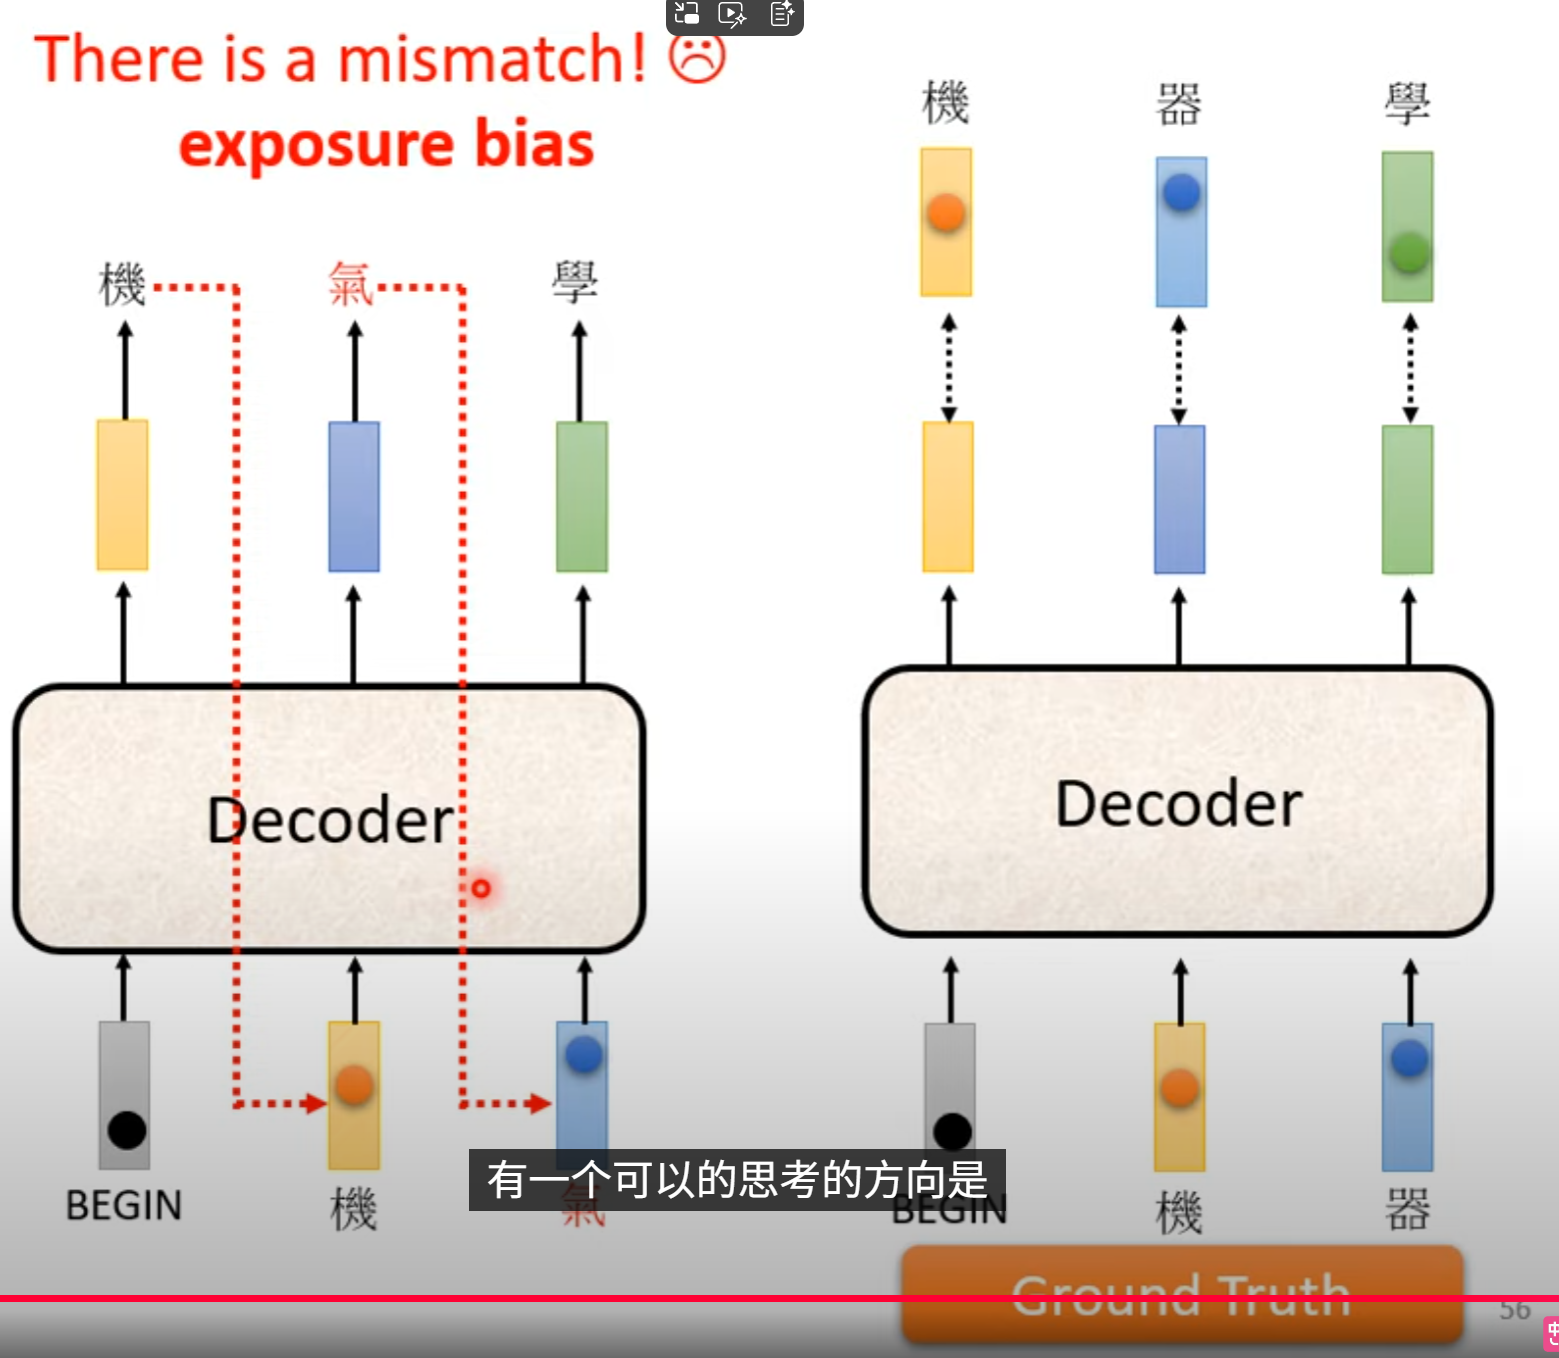 There is a mismatch! ☹
exposure bias
機 器 學
機 氣 學
Decoder
Decoder
BEGIN 機 氣
BEGIN 機 器
有一个可以的思考的方向是
Ground Truth
56
中